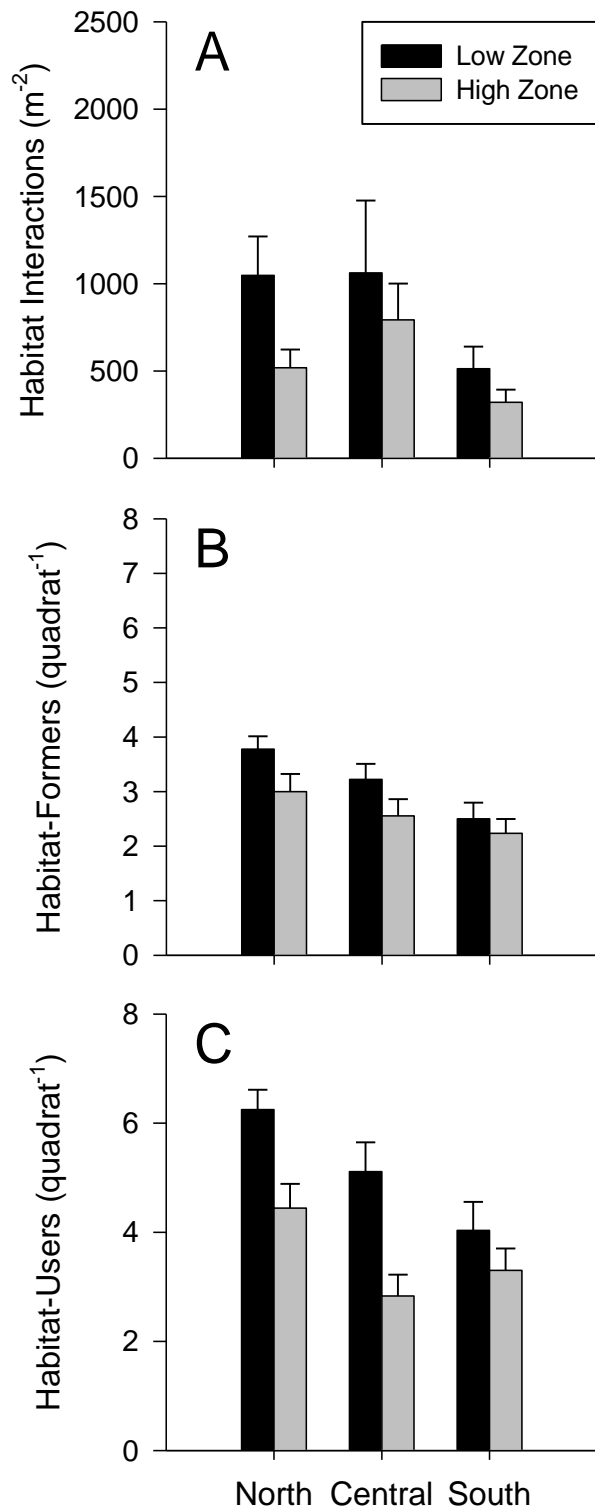 A
Low Zone
High Zone
Habitat Interactions (m⁻²)
2500
2000
1500
1000
500
0
B
Habitat-Formers (quadrat⁻¹)
8
7
6
5
4
3
2
1
0
C
Habitat-Users (quadrat⁻¹)
8
6
4
2
0
North Central South